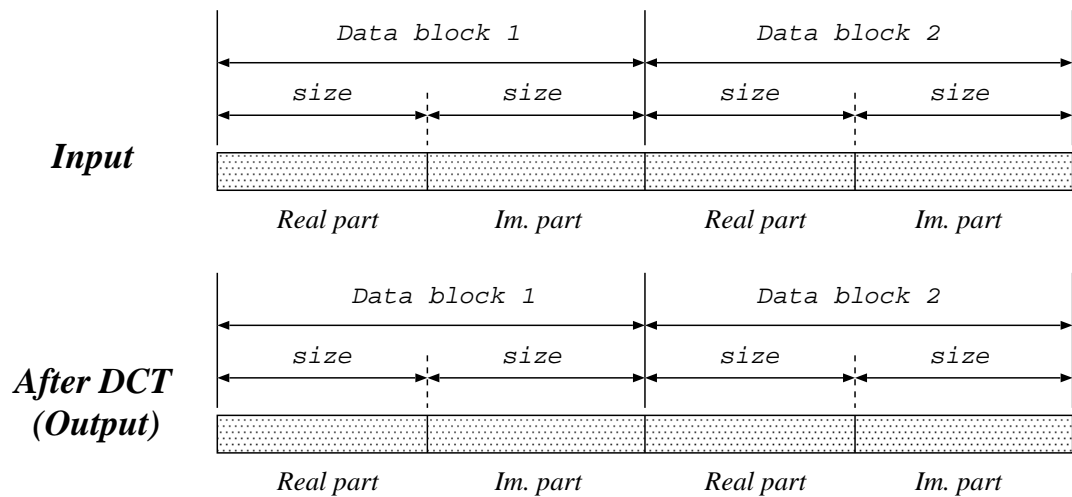 Data block 1 Data block 2
size size size size
Input
Real part Im. part Real part Im. part
Data block 1 Data block 2
size size size size
After DCT
(Output)
Real part Im. part Real part Im. part